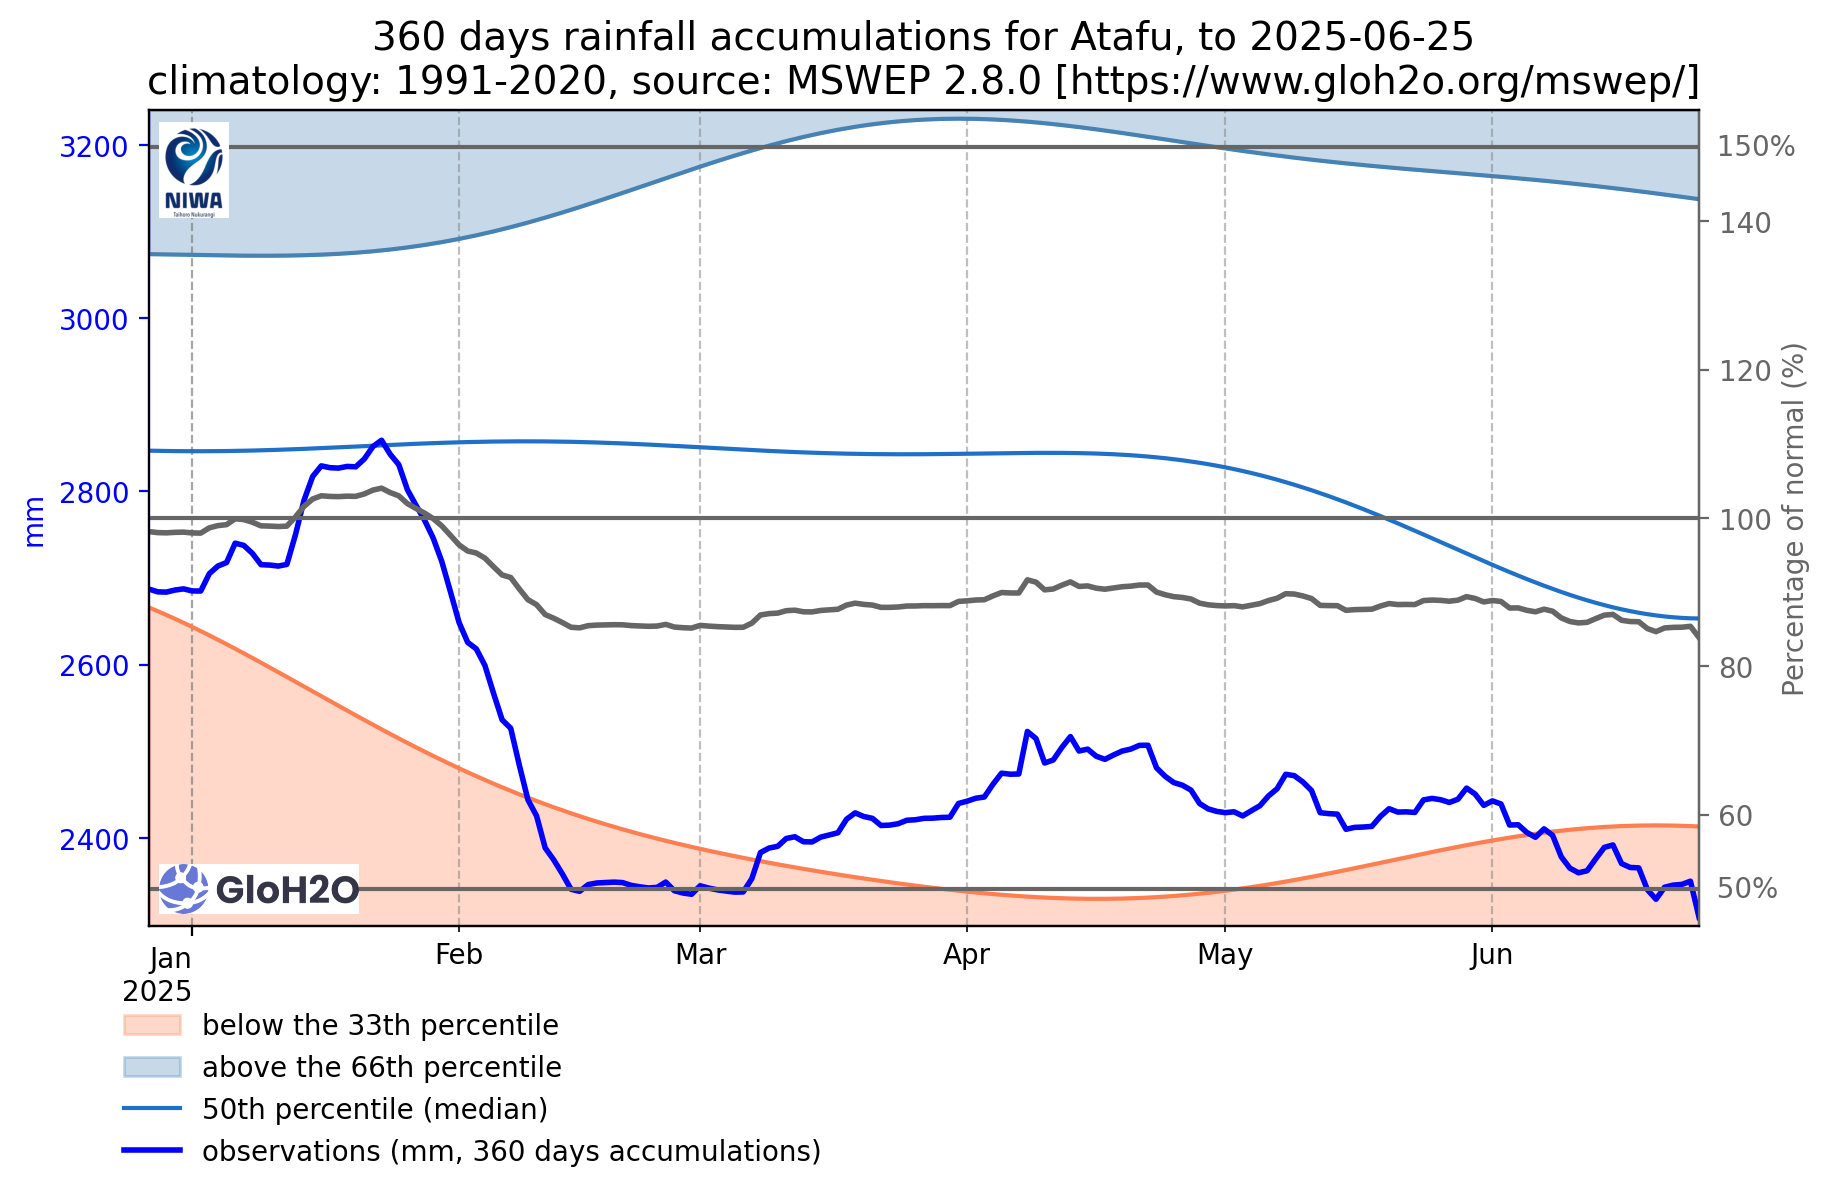 360 days rainfall accumulations for Atafu, to 2025-06-25
climatology: 1991-2020, source: MSWEP 2.8.0 [https://www.gloh2o.org/mswep/]
3200
3000
2800
2600
2400
mm
150%
140
120
100
80
60
50%
Percentage of normal (%)
NIWA
Taihoro Nukurangi
GloH2O
Jan
2025
Feb
Mar
Apr
May
Jun
below the 33th percentile
above the 66th percentile
50th percentile (median)
observations (mm, 360 days accumulations)